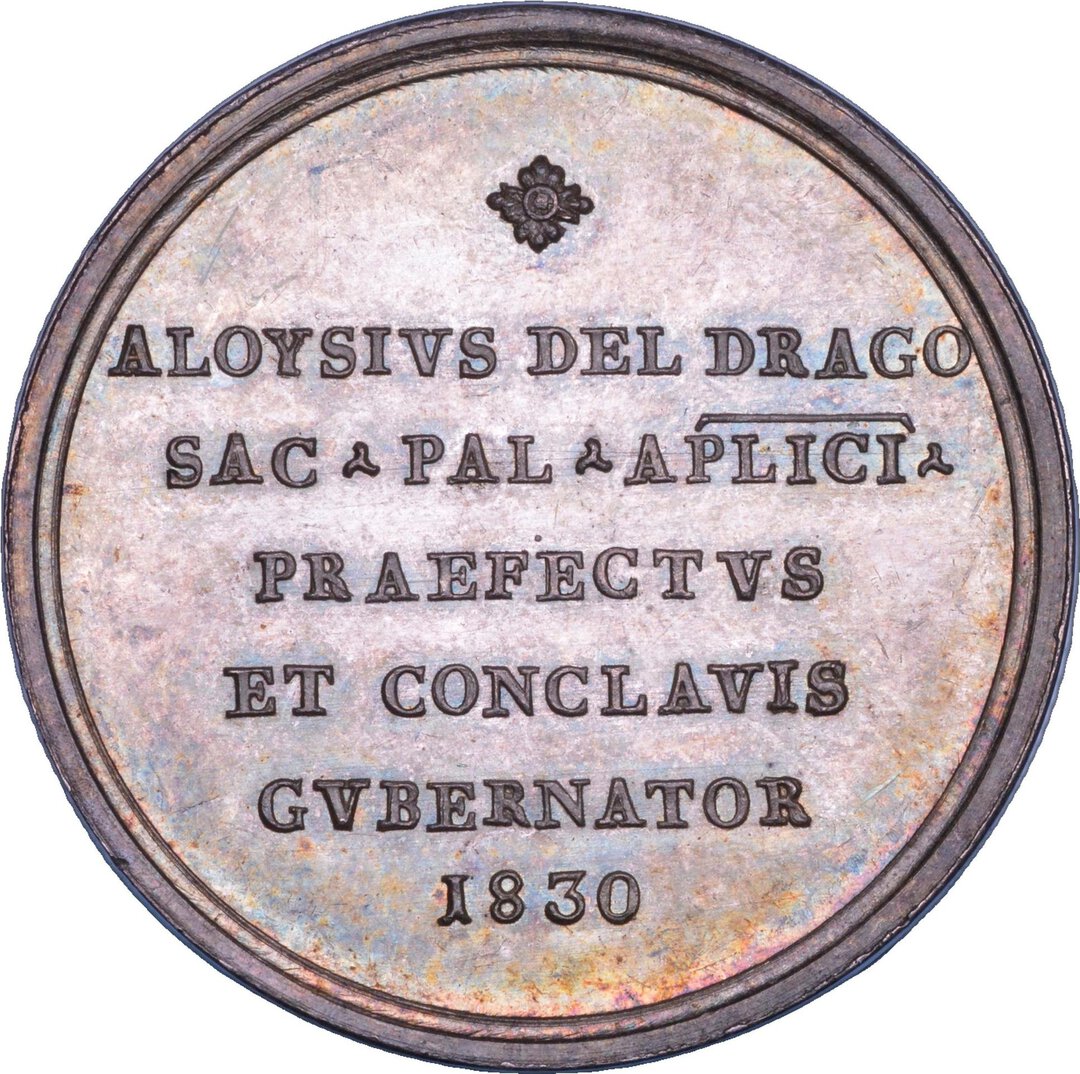 ALOYSIVS DEL DRAGO
SAC · PAL · APLICI ·
PRAEFECTVS
ET CONCLAVIS
GVBERNATOR
1830